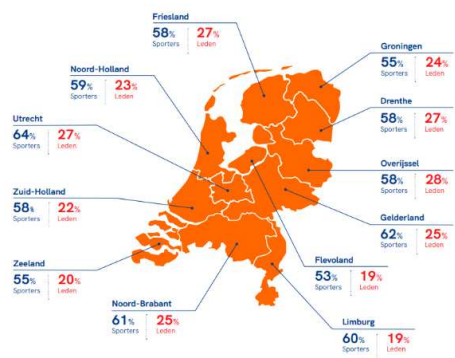 Friesland
58% 27%
Sporters Leden
Groningen
55% 24%
Sporters Leden
Noord-Holland
59% 23%
Sporters Leden
Drenthe
58% 27%
Sporters Leden
Utrecht
64% 27%
Sporters Leden
Overijssel
58% 28%
Sporters Leden
Zuid-Holland
58% 22%
Sporters Leden
Gelderland
62% 25%
Sporters Leden
Zeeland
55% 20%
Sporters Leden
Flevoland
53% 19%
Sporters Leden
Noord-Brabant
61% 25%
Sporters Leden
Limburg
60% 19%
Sporters Leden